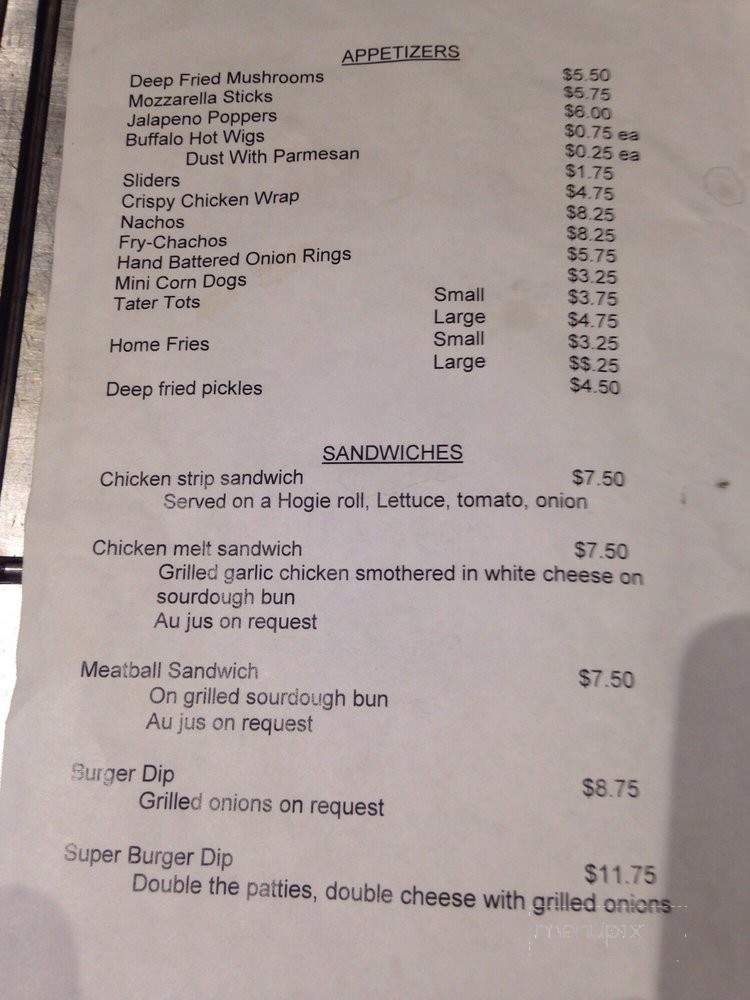 APPETIZERS
Deep Fried Mushrooms $5.50
Mozzarella Sticks $5.75
Jalapeno Poppers $6.00
Buffalo Hot Wigs $0.75 ea
Dust With Parmesan $0.25 ea
Sliders $1.75
Crispy Chicken Wrap $4.75
Nachos $8.25
Fry-Chachos $8.25
Hand Battered Onion Rings $5.75
Mini Corn Dogs $3.25
Tater Tots Small $3.75
Large $4.75
Home Fries Small $3.25
Large $$.25
Deep fried pickles $4.50
SANDWICHES
Chicken strip sandwich $7.50
Served on a Hogie roll, Lettuce, tomato, onion
Chicken melt sandwich $7.50
Grilled garlic chicken smothered in white cheese on
sourdough bun
Au jus on request
Meatball Sandwich $7.50
On grilled sourdough bun
Au jus on request
Burger Dip $8.75
Grilled onions on request
Super Burger Dip $11.75
Double the patties, double cheese with grilled onions
menupix